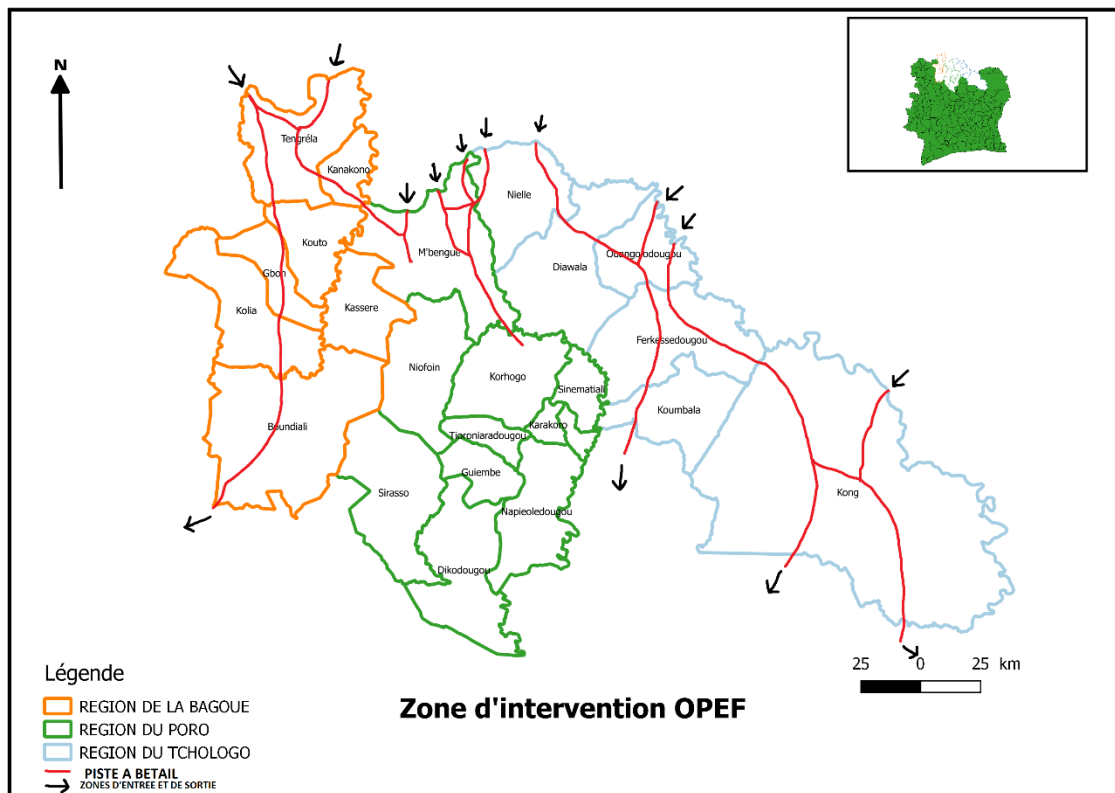 N
Tengréla
Kanakono
Nielle
Kouto
M'bengue
Ouangolodougou
Diawala
Gbon
Kolia
Kassere
Ferkessedougou
Niofoin
Korhogo
Sinematiali
Koumbala
Karakoro
Boundiali
Tioroniaradougou
Guiembe
Sirasso
Kong
Napieoledougou
Dikodougou
25 0 25 km
Légende
REGION DE LA BAGOUE
REGION DU PORO
REGION DU TCHOLOGO
PISTE A BETAIL
ZONES D'ENTREE ET DE SORTIE
Zone d'intervention OPEF